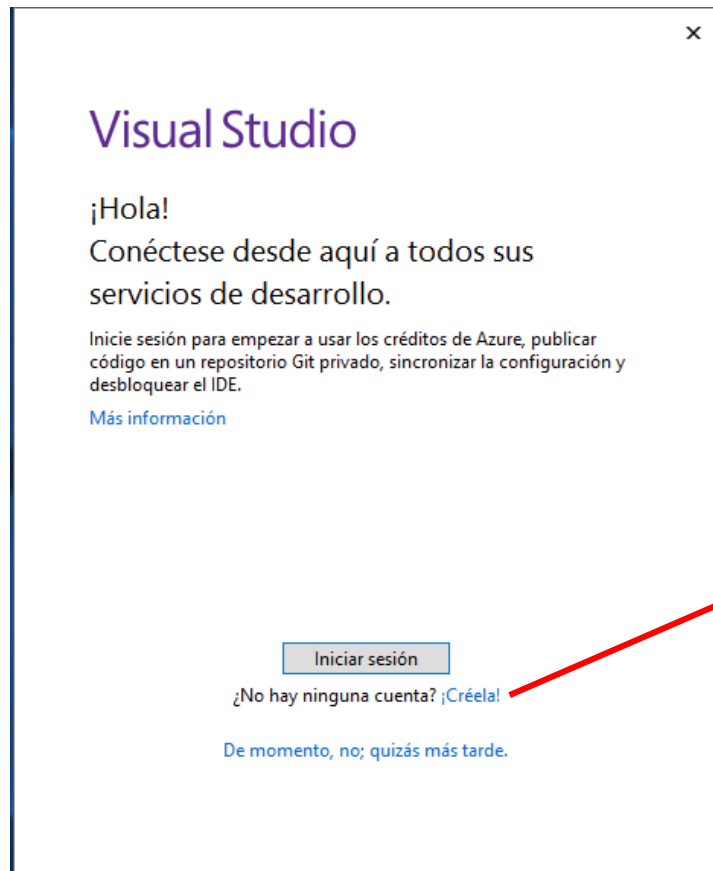 Visual Studio
¡Hola!
Conéctese desde aquí a todos sus
servicios de desarrollo.
Inicie sesión para empezar a usar los créditos de Azure, publicar
código en un repositorio Git privado, sincronizar la configuración y
desbloquear el IDE.
Más información
Iniciar sesión
¿No hay ninguna cuenta? ¡Créela!
De momento, no; quizás más tarde.